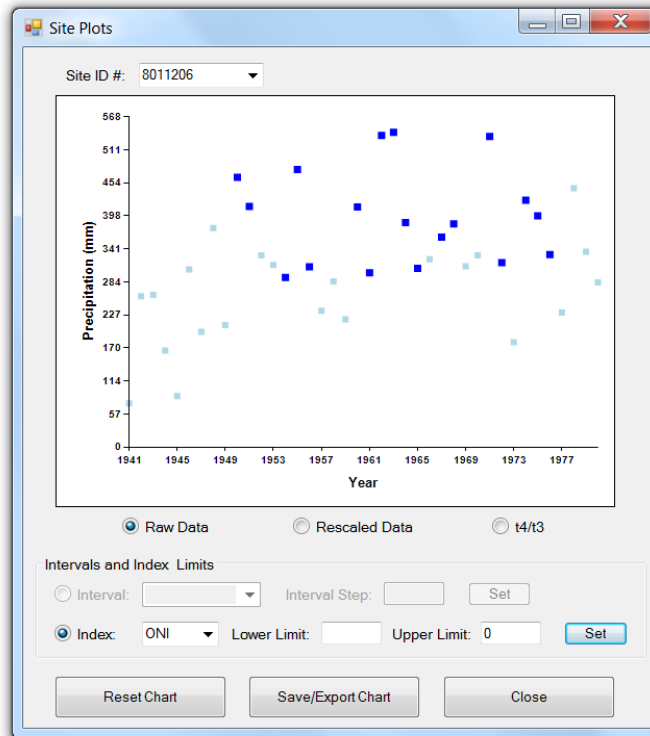 Site Plots
Site ID #: 8011206
568
511
454
398
341
284
227
170
114
57
0
Precipitation (mm)
1941 1945 1949 1953 1957 1961 1965 1969 1973 1977
Year
Raw Data Rescaled Data t4/t3
Intervals and Index Limits
Interval: Interval Step: Set
Index: ONI Lower Limit: Upper Limit: 0 Set
Reset Chart Save/Export Chart Close